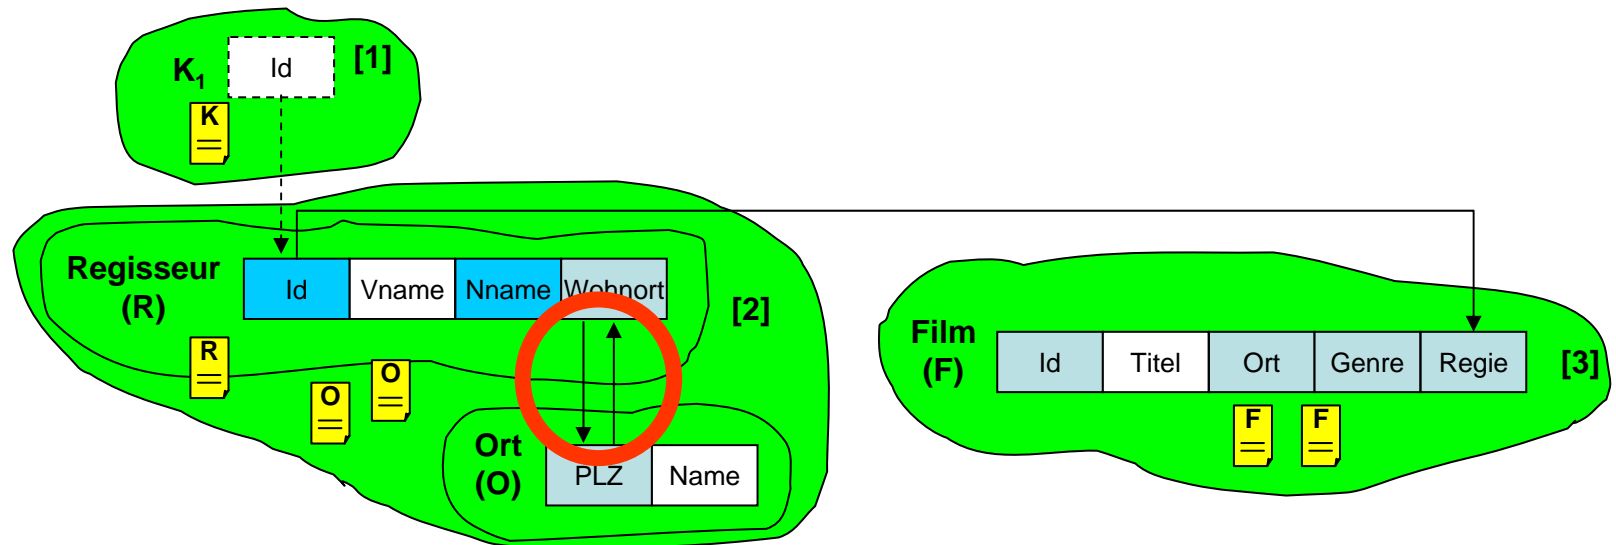 K1 Id [1]
K
Regisseur
(R)
Id Vname Nname Wohnort
[2]
R
O
O
Ort
(O)
PLZ Name
Film
(F)
Id Titel Ort Genre Regie
[3]
F
F